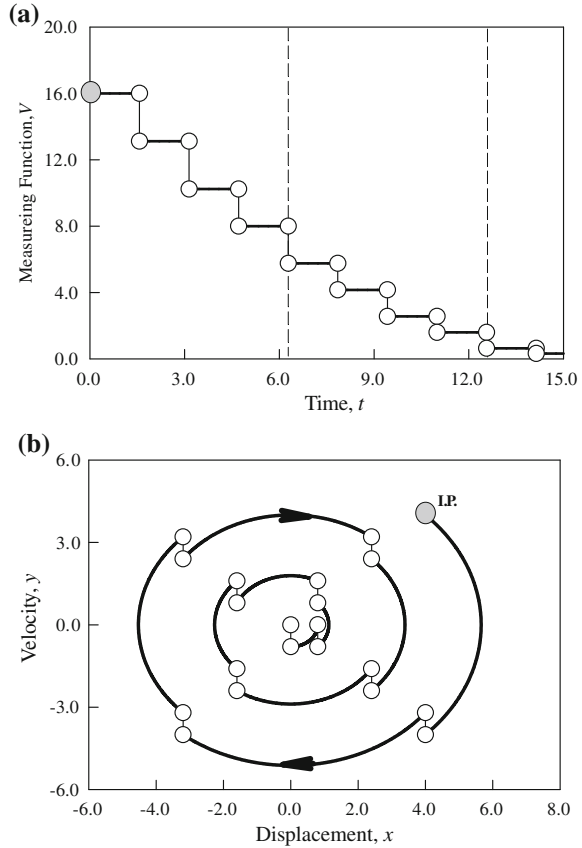 (a)
20.0
16.0
12.0
8.0
4.0
0.0
Measureing Function,V
0.0 3.0 6.0 9.0 12.0 15.0
Time, t
(b)
6.0
3.0
0.0
-3.0
-6.0
Velocity, y
I.P.
-6.0 -4.0 -2.0 0.0 2.0 4.0 6.0 8.0
Displacement, x